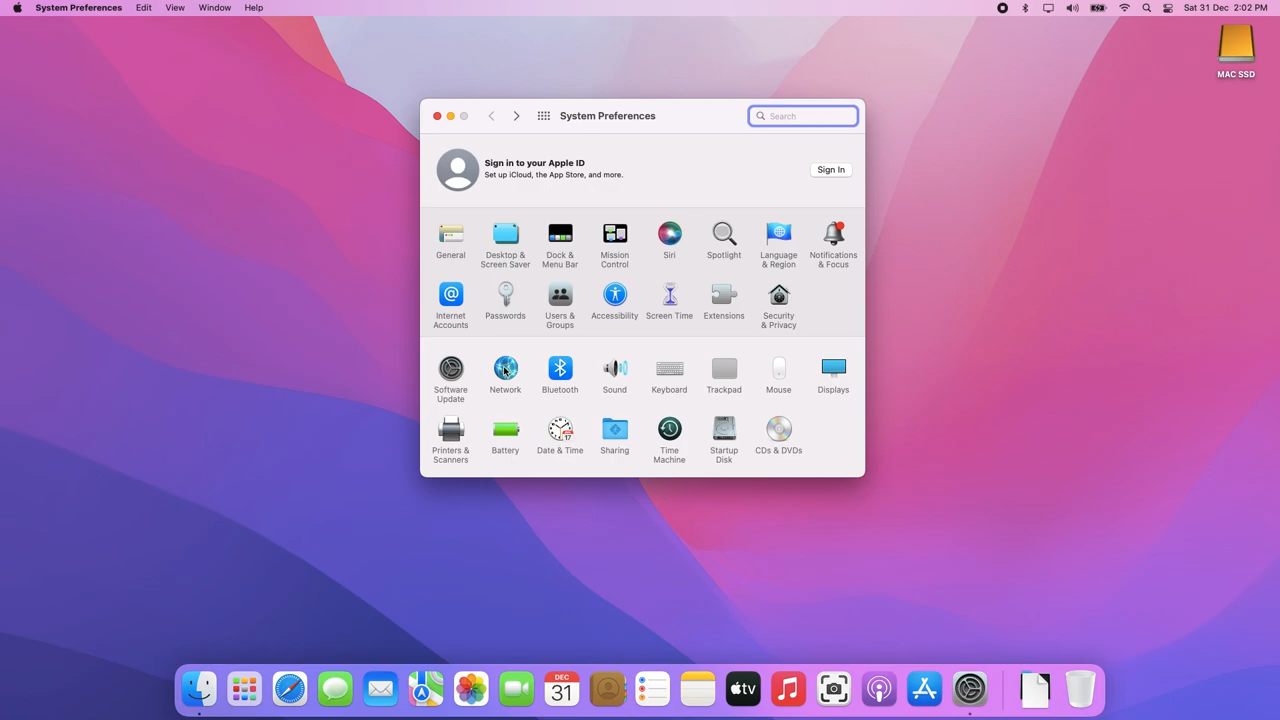 System Preferences Edit View Window Help Sat 31 Dec 2:02 PM
MAC SSD
System Preferences Search
Sign in to your Apple ID
Set up iCloud, the App Store, and more.
Sign In
General
Desktop &
Screen Saver
Dock &
Menu Bar
Mission
Control
Siri
Spotlight
Language
& Region
Notifications
& Focus
Internet
Accounts
Passwords
Users &
Groups
Accessibility
Screen Time
Extensions
Security
& Privacy
Software
Update
Network
Bluetooth
Sound
Keyboard
Trackpad
Mouse
Displays
Printers &
Scanners
Battery
17
Date & Time
Sharing
Time
Machine
Startup
Disk
CDs & DVDs
DEC
31
tv